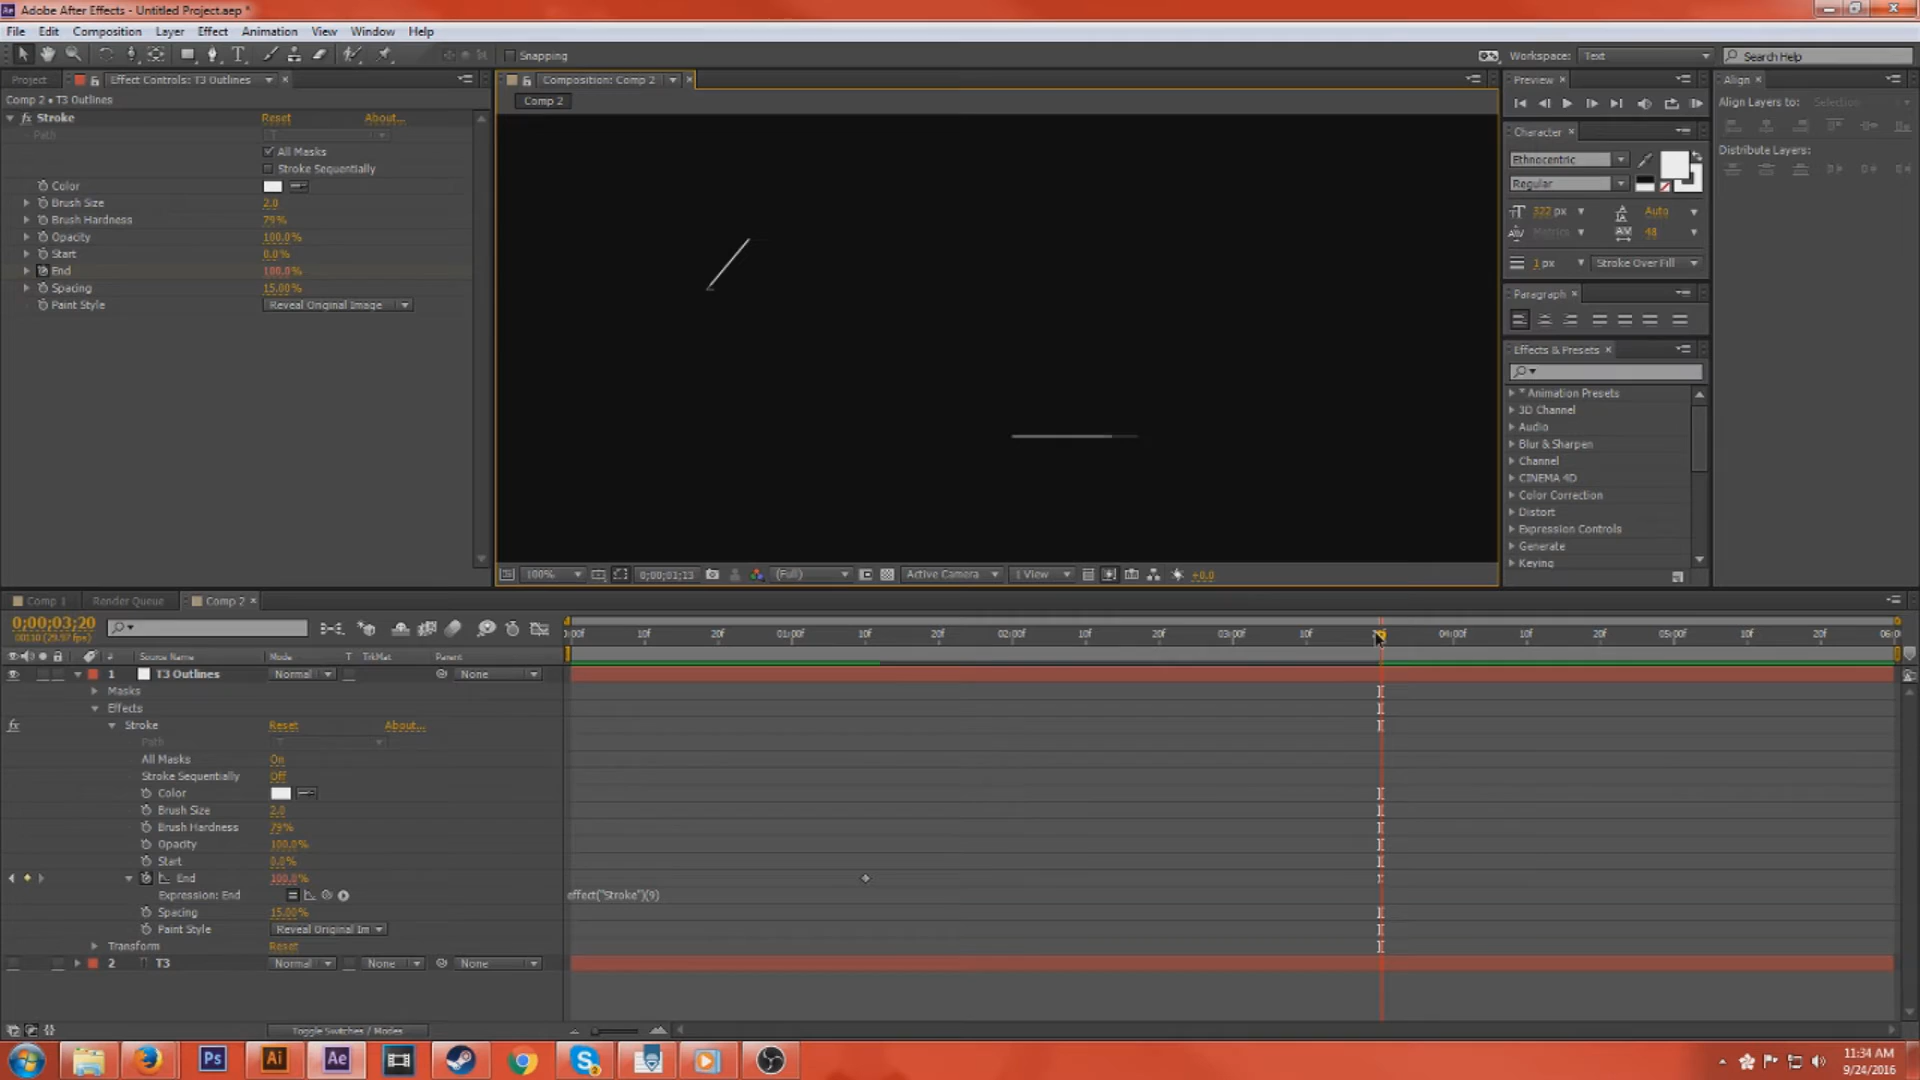 Adobe After Effects - Untitled Project.aep *
File Edit Composition Layer Effect Animation View Window Help
Snapping
Workspace: Text
Search Help
Project
Effect Controls: T3 Outlines
Comp 2 • T3 Outlines
fx Stroke Reset About...
Path T
All Masks
Stroke Sequentially
Color
Brush Size 2.0
Brush Hardness 79%
Opacity 100.0%
Start 0.0%
End 100.0%
Spacing 15.00%
Paint Style Reveal Original Image
Composition: Comp 2
Comp 2
100% 0;00;01;13 (Full) Active Camera 1 View +0.0
Preview
Character
Ethnocentric
Regular
322 px Auto
Metrics 48
1 px Stroke Over Fill
Paragraph
Effects & Presets
* Animation Presets
3D Channel
Audio
Blur & Sharpen
Channel
CINEMA 4D
Color Correction
Distort
Expression Controls
Generate
Keying
Align
Align Layers to: Selection
Distribute Layers:
Comp 1 Render Queue Comp 2
0;00;03;20
00110 (29.97 fps)
0:00f 10f 20f 01:00f 10f 20f 02:00f 10f 20f 03:00f 10f 04:00f 10f 20f 05:00f 10f 20f 06:0
# Source Name Mode T TrkMat Parent
1 T3 Outlines Normal None
Masks
Effects
fx Stroke Reset About...
Path T
All Masks On
Stroke Sequentially Off
Color
Brush Size 2.0
Brush Hardness 79%
Opacity 100.0%
Start 0.0%
End 100.0%
Expression: End effect("Stroke")(9)
Spacing 15.00%
Paint Style Reveal Original Im
Transform Reset
2 T T3 Normal None None
Toggle Switches / Modes
Ps Ai Ae
11:34 AM
9/24/2016